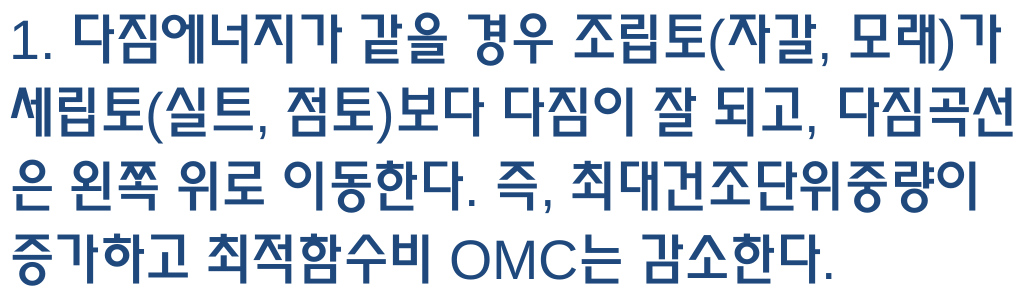 1. 다짐에너지가 같을 경우 조립토(자갈, 모래)가
세립토(실트, 점토)보다 다짐이 잘 되고, 다짐곡선
은 왼쪽 위로 이동한다. 즉, 최대건조단위중량이
증가하고 최적함수비 OMC는 감소한다.